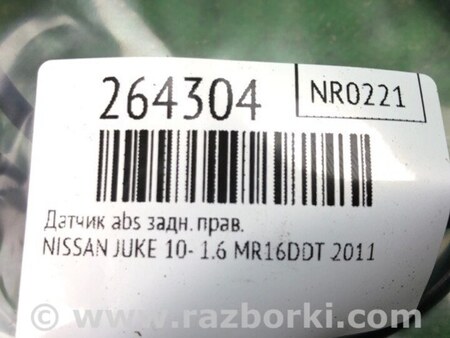 264304
NR0221
Датчик abs задн. прав.
NISSAN JUKE 10- 1.6 MR16DDT 2011
© www.razborki.com